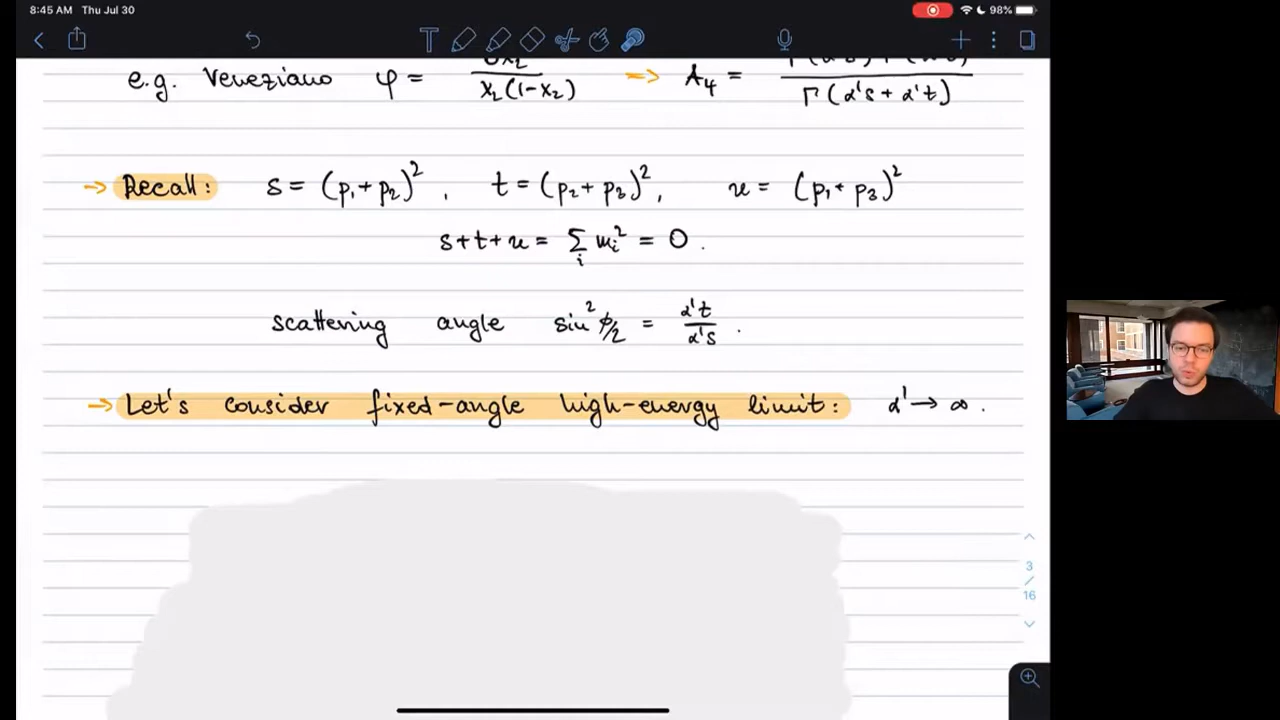 8:45 AM Thu Jul 30 98%
T
e.g. Veneziano φ = / x₂(1-x₂) → A₄ = / Γ(α's + α't)
→ Recall: s = (p₁+p₂)², t = (p₂+p₃)², u = (p₁+p₃)²
s+t+u = Σᵢ mᵢ² = 0.
scattering angle sin² φ/2 = α't/α's.
→ Let's consider fixed-angle high-energy limit: α' → ∞.
3
/
16